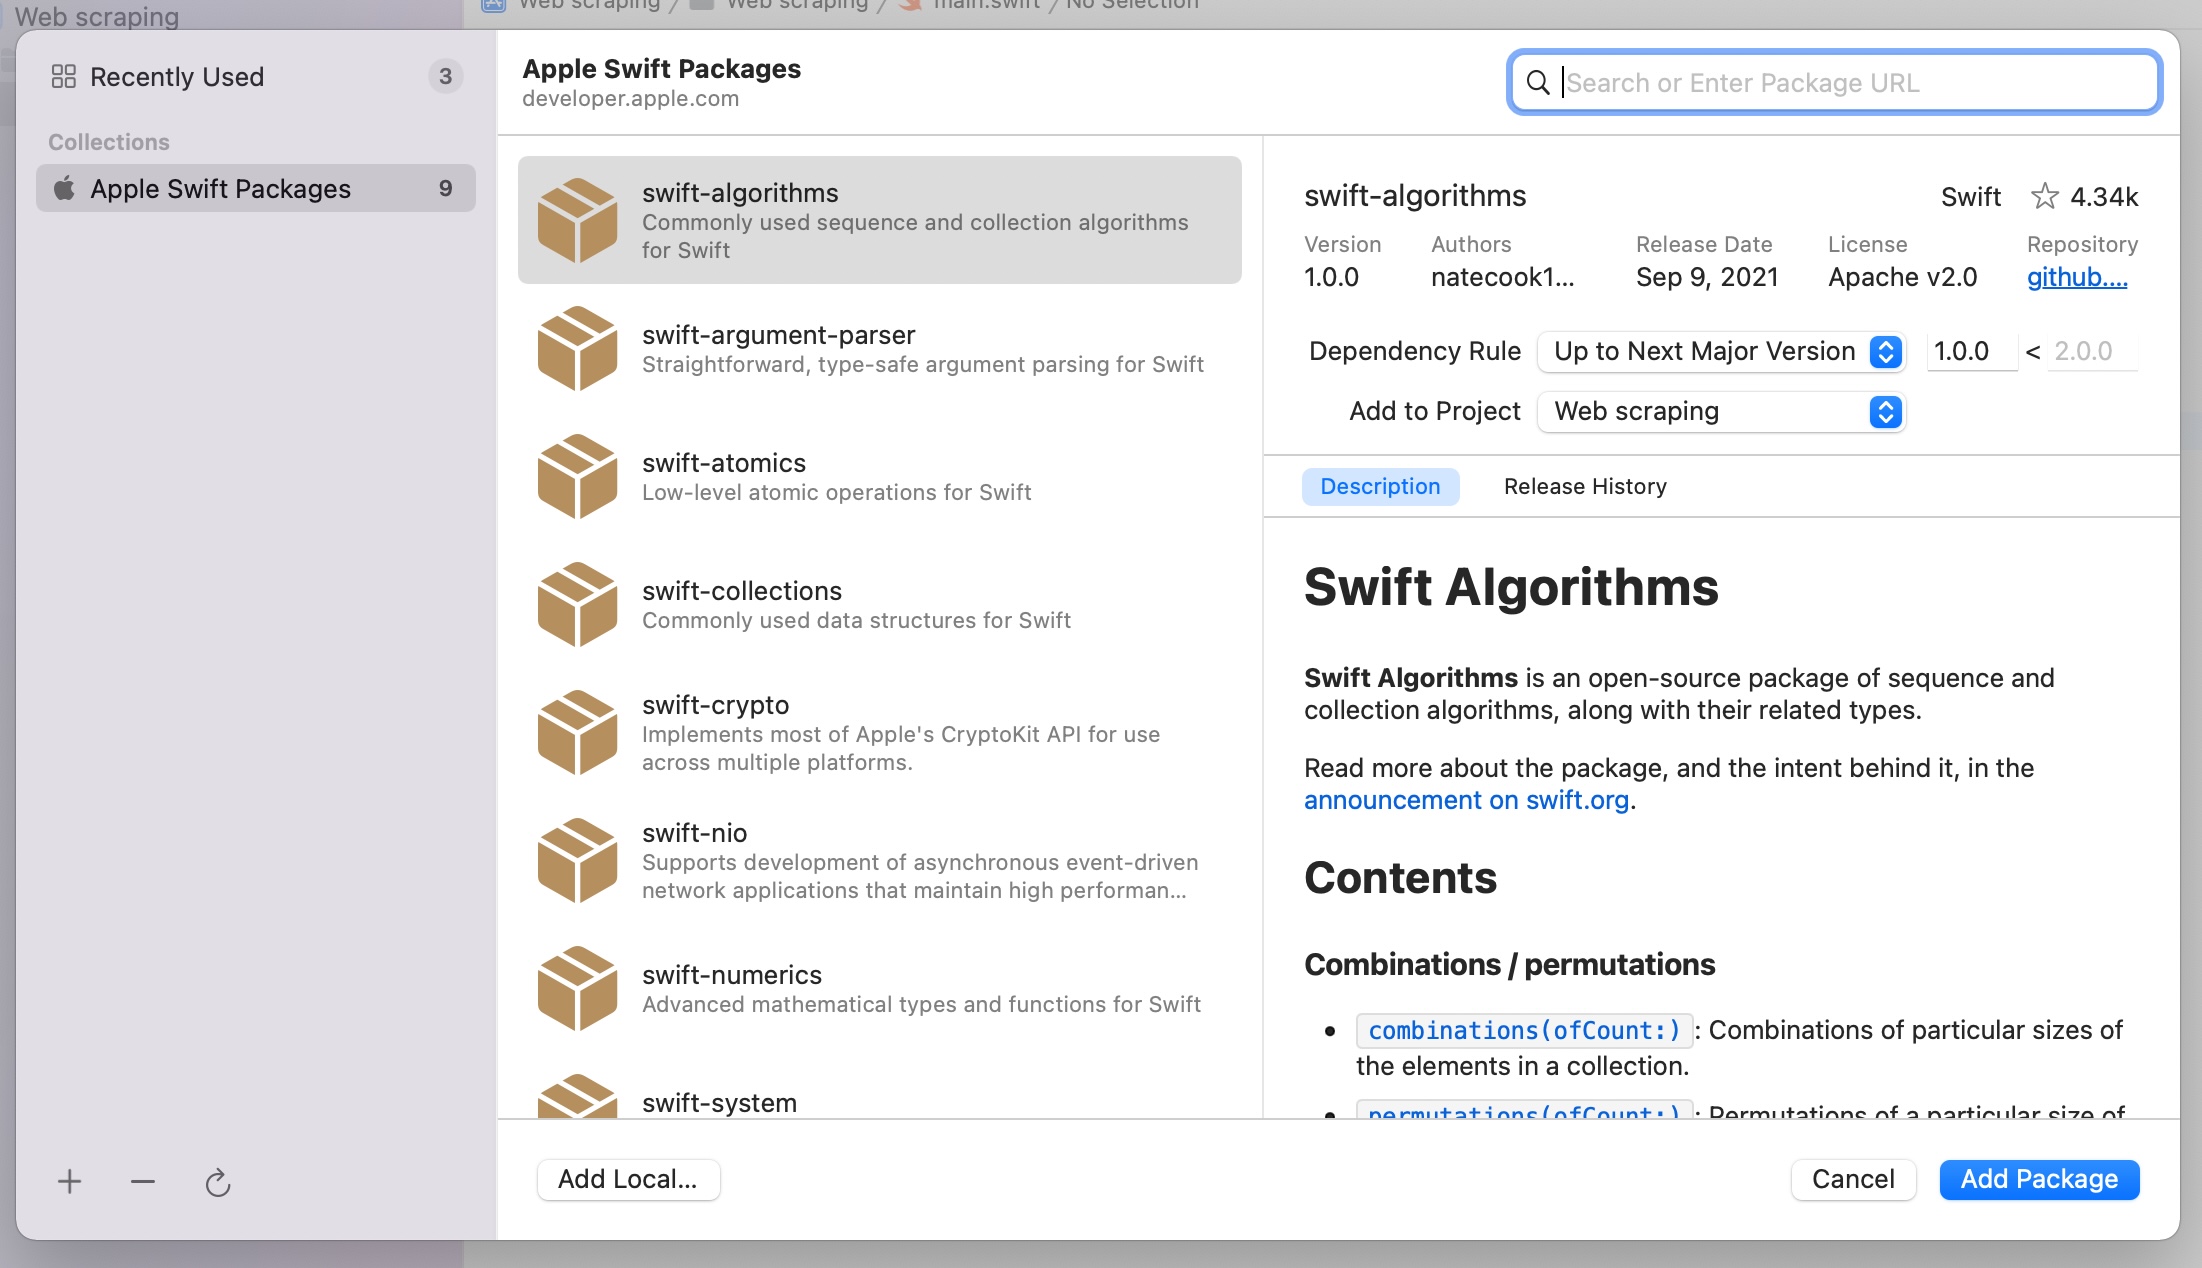 Web scraping
Web scraping / Web scraping / main.swift / No Selection
Recently Used 3
Collections
Apple Swift Packages 9
Apple Swift Packages
developer.apple.com
Search or Enter Package URL
swift-algorithms
Commonly used sequence and collection algorithms
for Swift
swift-argument-parser
Straightforward, type-safe argument parsing for Swift
swift-atomics
Low-level atomic operations for Swift
swift-collections
Commonly used data structures for Swift
swift-crypto
Implements most of Apple's CryptoKit API for use
across multiple platforms.
swift-nio
Supports development of asynchronous event-driven
network applications that maintain high performan...
swift-numerics
Advanced mathematical types and functions for Swift
swift-system
swift-algorithms Swift 4.34k
Version Authors Release Date License Repository
1.0.0 natecook1... Sep 9, 2021 Apache v2.0 github....
Dependency Rule Up to Next Major Version 1.0.0 < 2.0.0
Add to Project Web scraping
Description Release History
Swift Algorithms
Swift Algorithms is an open-source package of sequence and
collection algorithms, along with their related types.
Read more about the package, and the intent behind it, in the
announcement on swift.org.
Contents
Combinations / permutations
• combinations(ofCount:): Combinations of particular sizes of
the elements in a collection.
• permutations(ofCount:): Permutations of a particular size of
Add Local... Cancel Add Package